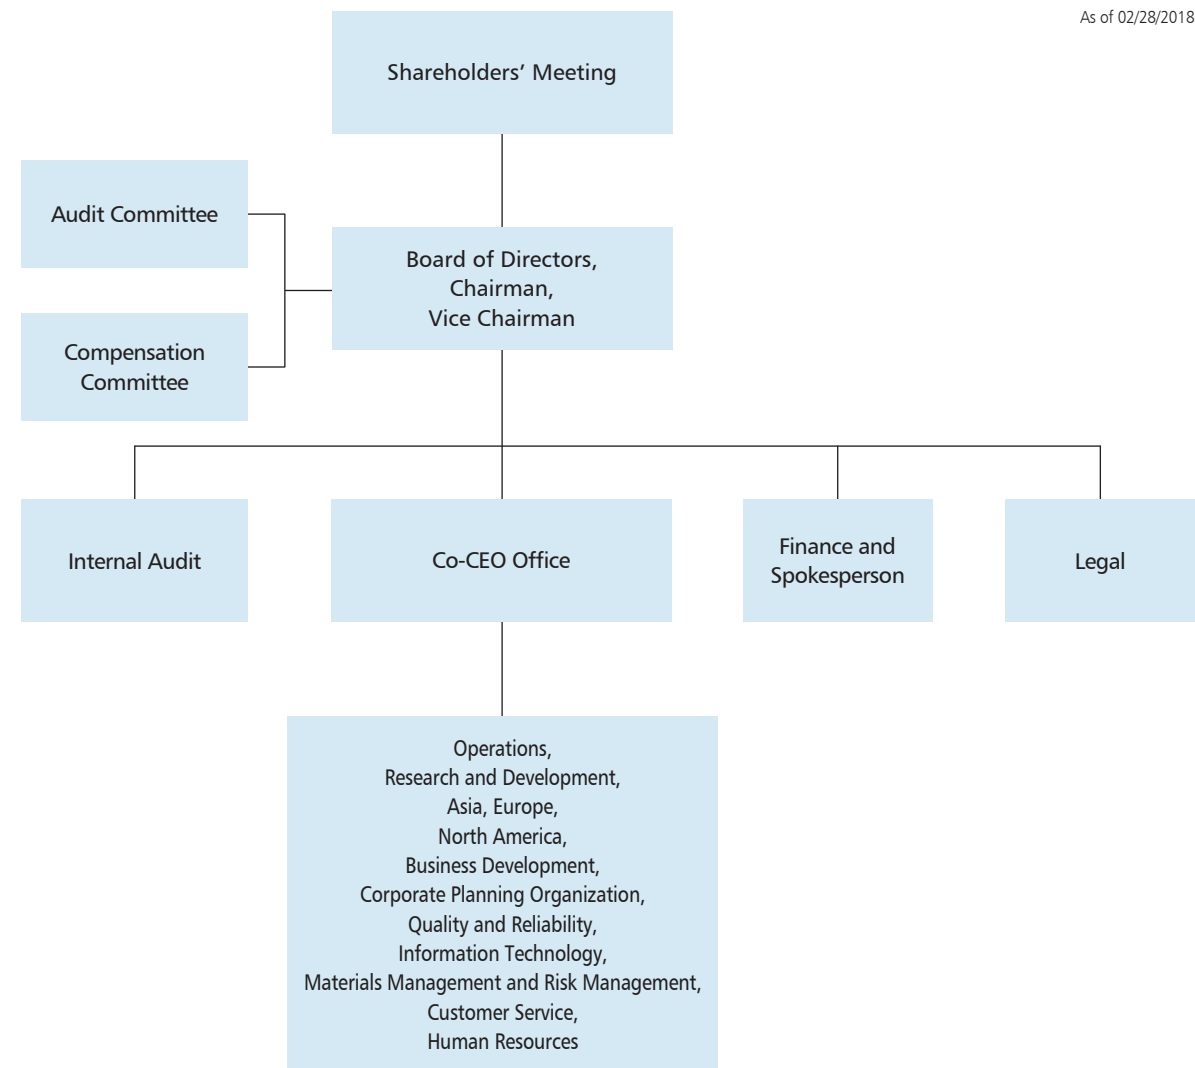 As of 02/28/2018
Shareholders’ Meeting
Audit Committee
Board of Directors,
Chairman,
Vice Chairman
Compensation
Committee
Internal Audit
Co-CEO Office
Finance and
Spokesperson
Legal
Operations,
Research and Development,
Asia, Europe,
North America,
Business Development,
Corporate Planning Organization,
Quality and Reliability,
Information Technology,
Materials Management and Risk Management,
Customer Service,
Human Resources